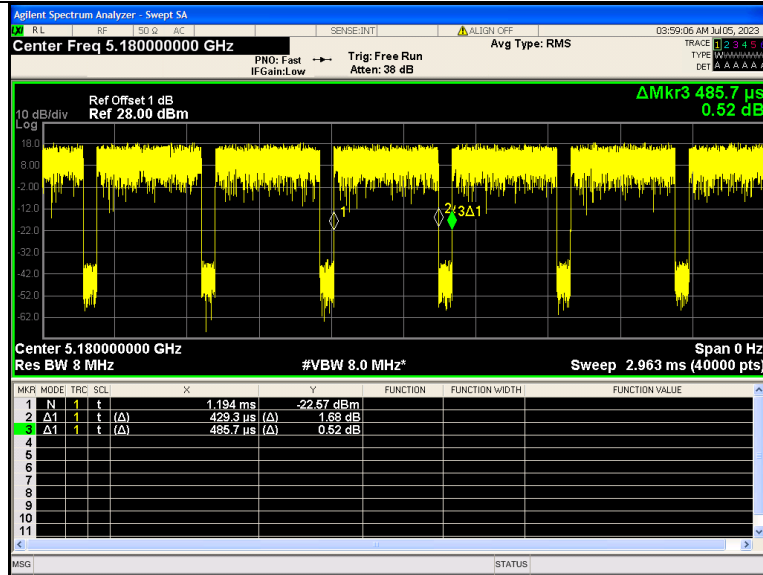 Agilent Spectrum Analyzer - Swept SA
RL RF 50 Ω AC SENSE:INT ALIGN OFF 03:59:06 AM Jul 05, 2023
Center Freq 5.180000000 GHz Avg Type: RMS TRACE 1 2 3 4 5
PNO: Fast Trig: Free Run TYPE
IFGain:Low Atten: 38 dB DET A A A A A
ΔMkr3 485.7 µs
0.52 dB
Ref Offset 1 dB
10 dB/div Ref 28.00 dBm
Log
18.0
8.00
-2.00
-12.0
-22.0
-32.0
-42.0
-52.0
-62.0
1
2
3Δ1
Center 5.180000000 GHz Span 0 Hz
Res BW 8 MHz #VBW 8.0 MHz* Sweep 2.963 ms (40000 pts)
MKR MODE TRC SCL X Y FUNCTION FUNCTION WIDTH FUNCTION VALUE
1 N 1 t 1.194 ms -22.57 dBm
2 Δ1 1 t (Δ) 429.3 µs (Δ) 1.68 dB
3 Δ1 1 t (Δ) 485.7 µs (Δ) 0.52 dB
4
5
6
7
8
9
10
11
MSG STATUS